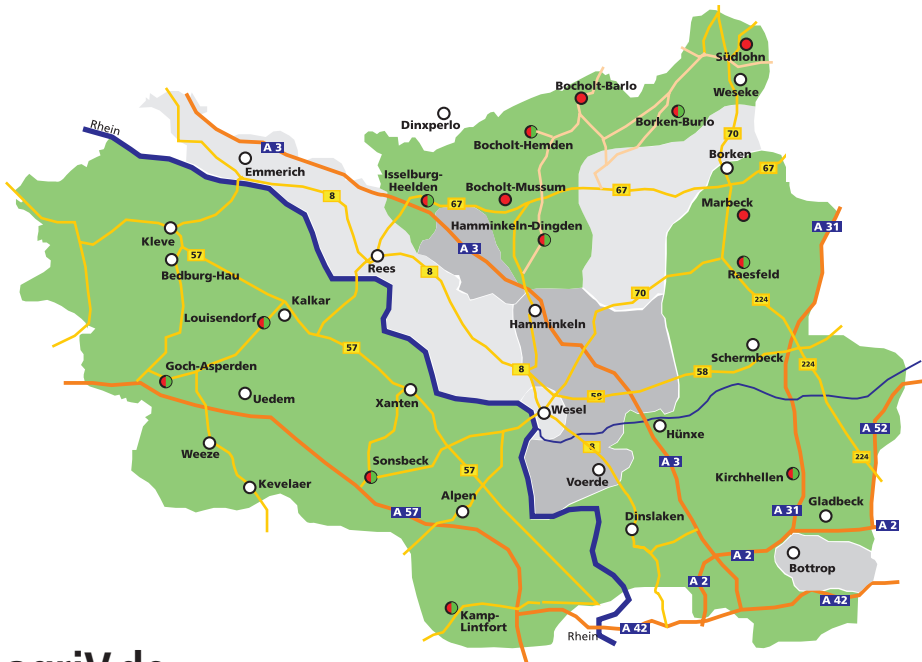 Südlohn
Bocholt-Barlo
Weseke
Dinxperlo
Borken-Burlo
Rhein
70
Bocholt-Hemden
A 3
Borken
Emmerich
67
Isselburg-
Heelden
Bocholt-Mussum
8
67
67
Marbeck
Hamminkeln-Dingden
A 31
Kleve
A 3
57
Rees
Bedburg-Hau
8
Raesfeld
70
Kalkar
224
Louisendorf
Hamminkeln
57
Schermbeck
Goch-Asperden
8
58
224
Uedem
Xanten
58
Wesel
A 52
Hünxe
Weeze
8
Sonsbeck
57
A 3
224
Voerde
Kirchhellen
Kevelaer
Alpen
Gladbeck
A 57
A 31
Dinslaken
A 2
A 2
Bottrop
A 2
A 42
Kamp-
Lintfort
A 42
Rhein
agriV.de